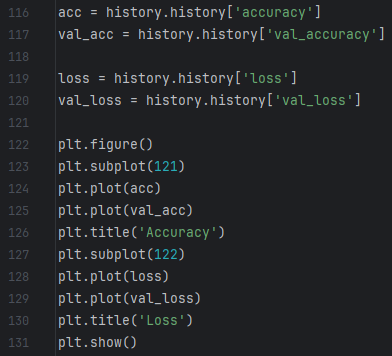 116 acc = history.history['accuracy']
117 val_acc = history.history['val_accuracy']
118
119 loss = history.history['loss']
120 val_loss = history.history['val_loss']
121
122 plt.figure()
123 plt.subplot(121)
124 plt.plot(acc)
125 plt.plot(val_acc)
126 plt.title('Accuracy')
127 plt.subplot(122)
128 plt.plot(loss)
129 plt.plot(val_loss)
130 plt.title('Loss')
131 plt.show()